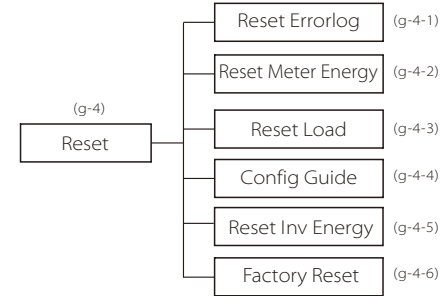 Reset Errorlog (g-4-1)
Reset Meter Energy (g-4-2)
(g-4)
Reset
Reset Load (g-4-3)
Config Guide (g-4-4)
Reset Inv Energy (g-4-5)
Factory Reset (g-4-6)